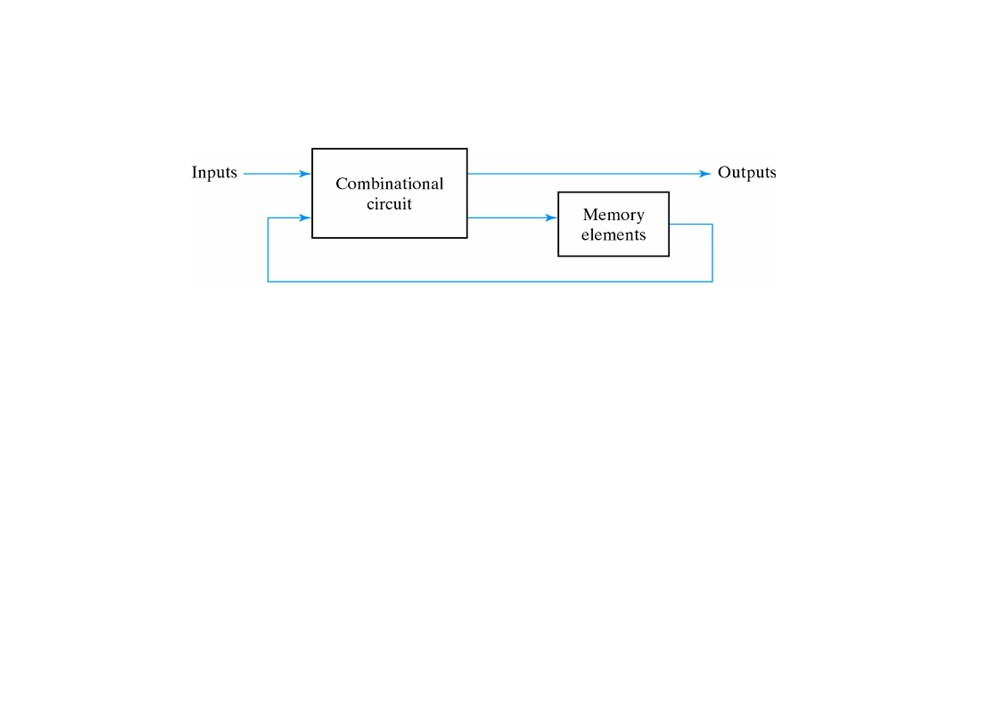 Inputs
Combinational
circuit
Outputs
Memory
elements